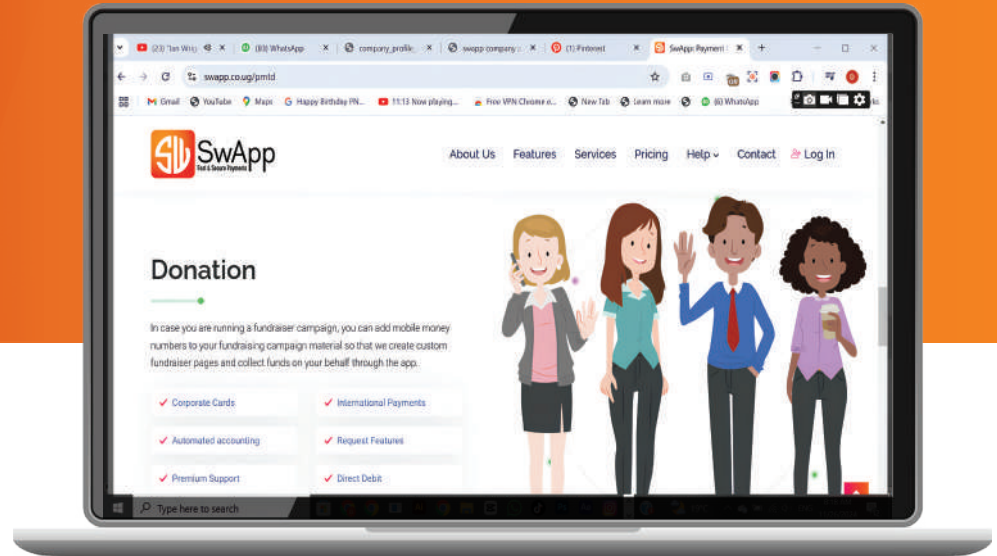 (23) "Ian Wrig
(80) WhatsApp
company_profile_
swapp company
(1) Pinterest
SwApp: Payment
swapp.co.ug/pmtd
Gmail
YouTube
Maps
Happy Birthday PN...
11:13 Now playing...
Free VPN Chrome e...
New Tab
Learn more
(6) WhatsApp
SwApp
Fast & Secure Payments
About Us Features Services Pricing Help Contact Log In
Donation
In case you are running a fundraiser campaign, you can add mobile money
numbers to your fundraising campaign material so that we create custom
fundraiser pages and collect funds on your behalf through the app.
Corporate Cards
International Payments
Automated accounting
Request Features
Premium Support
Direct Debit
Type here to search